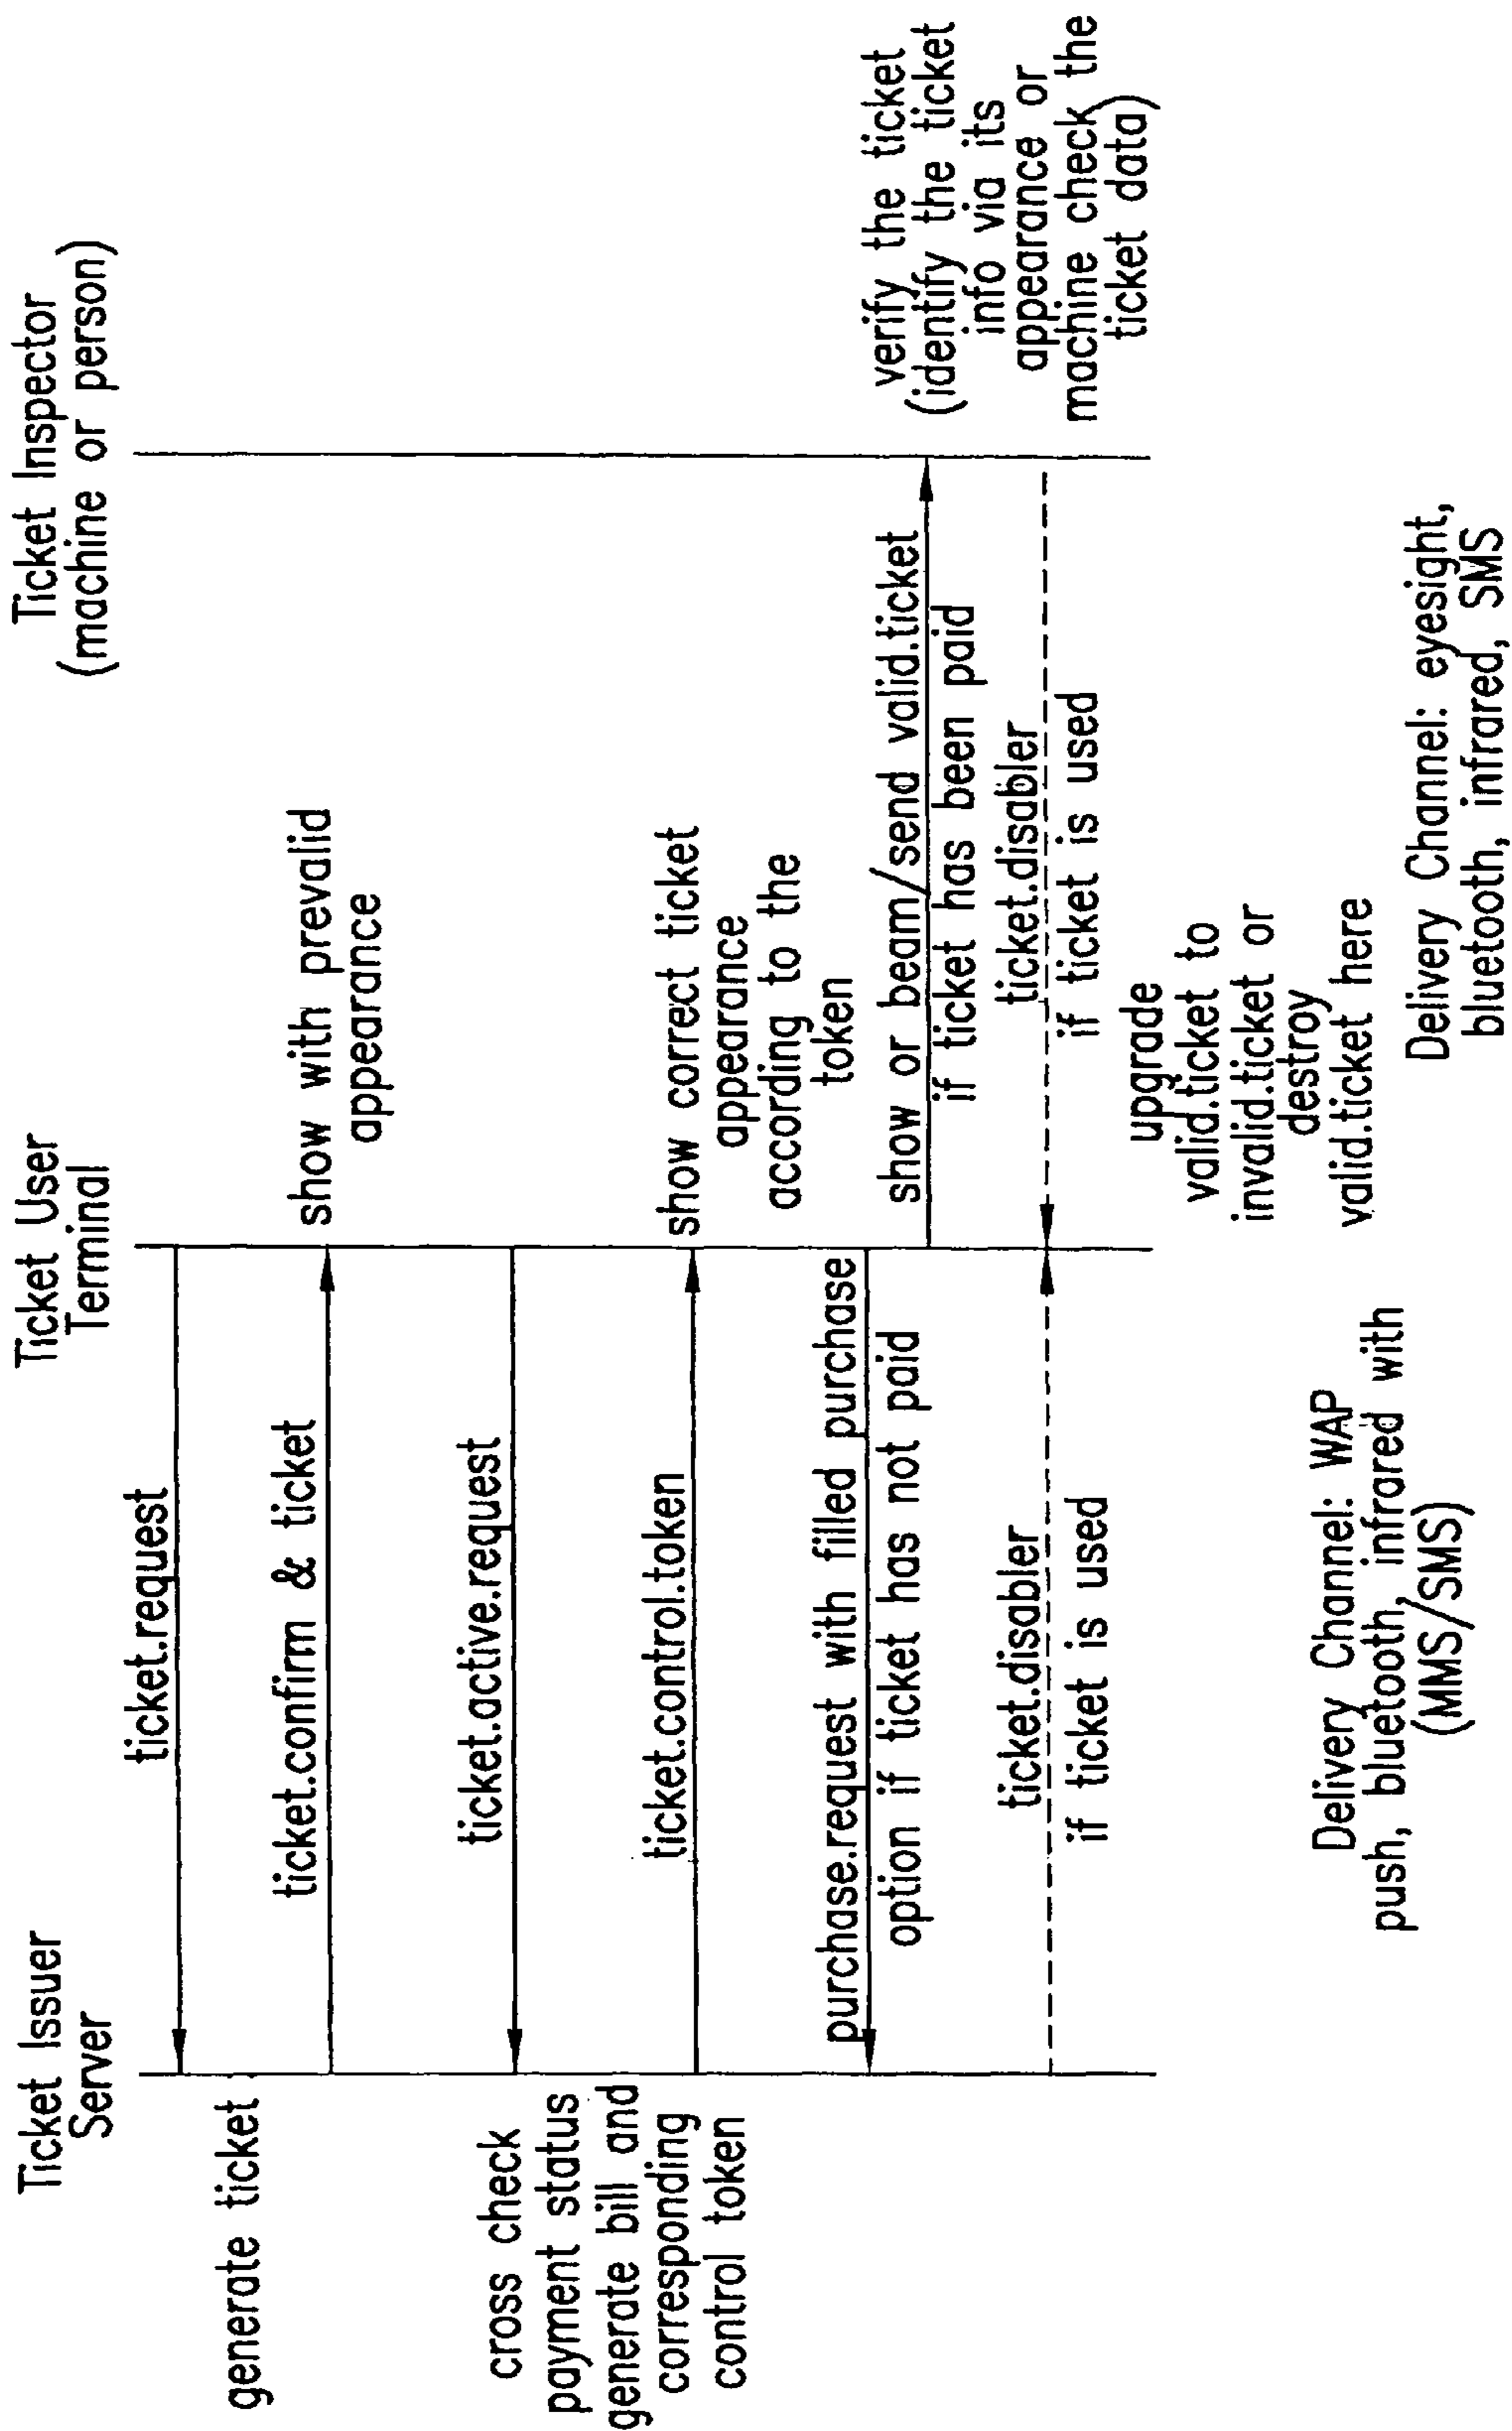 Ticket Issuer
Server
Ticket User
Terminal
Ticket Inspector
(machine or person)
ticket.request
generate ticket
ticket.confirm & ticket
show with prevalid
appearance
ticket.active.request
cross check
payment status
generate bill and
corresponding
control token
ticket.control.token
show correct ticket
appearance
according to the
token
purchase.request with filled purchase
option if ticket has not paid
show or beam/send valid.ticket
if ticket has been paid
verify the ticket
(identify the ticket
info via its
appearance or
machine check the
ticket data)
ticket.disabler
if ticket is used
ticket.disabler
if ticket is used
upgrade
valid.ticket to
invalid.ticket or
destroy
valid.ticket here
Delivery Channel: WAP
push, bluetooth, infrared with
(MMS/SMS)
Delivery Channel: eyesight,
bluetooth, infrared, SMS